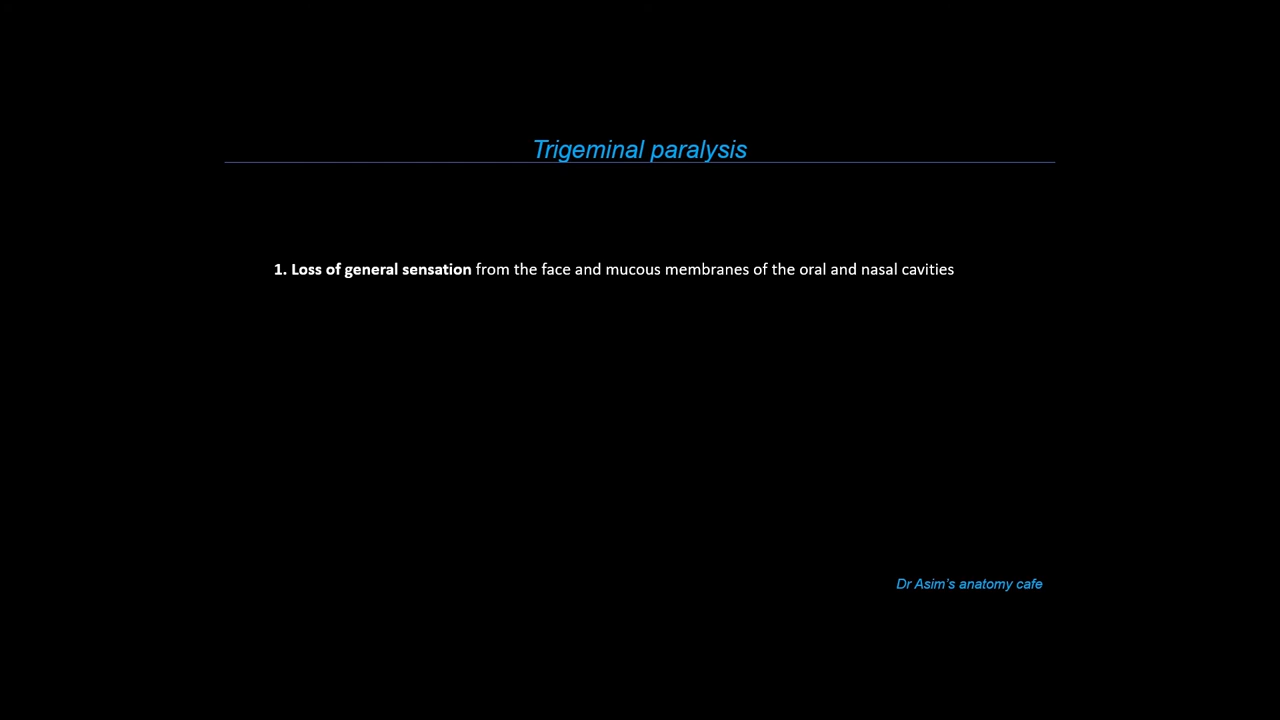 Trigeminal paralysis
1. Loss of general sensation from the face and mucous membranes of the oral and nasal cavities
Dr Asim's anatomy cafe